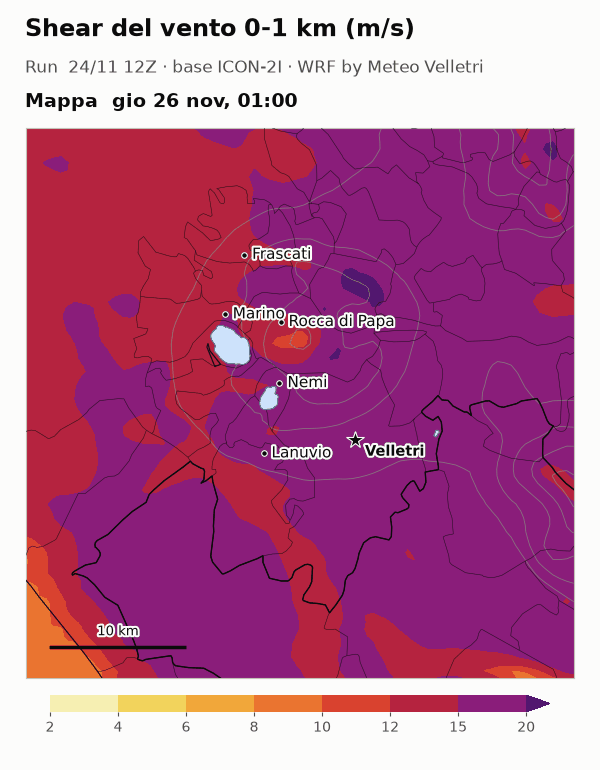 Shear del vento 0-1 km (m/s)
Run  24/11 12Z · base ICON-2I · WRF by Meteo Velletri
Mappa  gio 26 nov, 01:00
Frascati
Marino
Rocca di Papa
Nemi
Velletri
Lanuvio
10 km
2 4 6 8 10 12 15 20